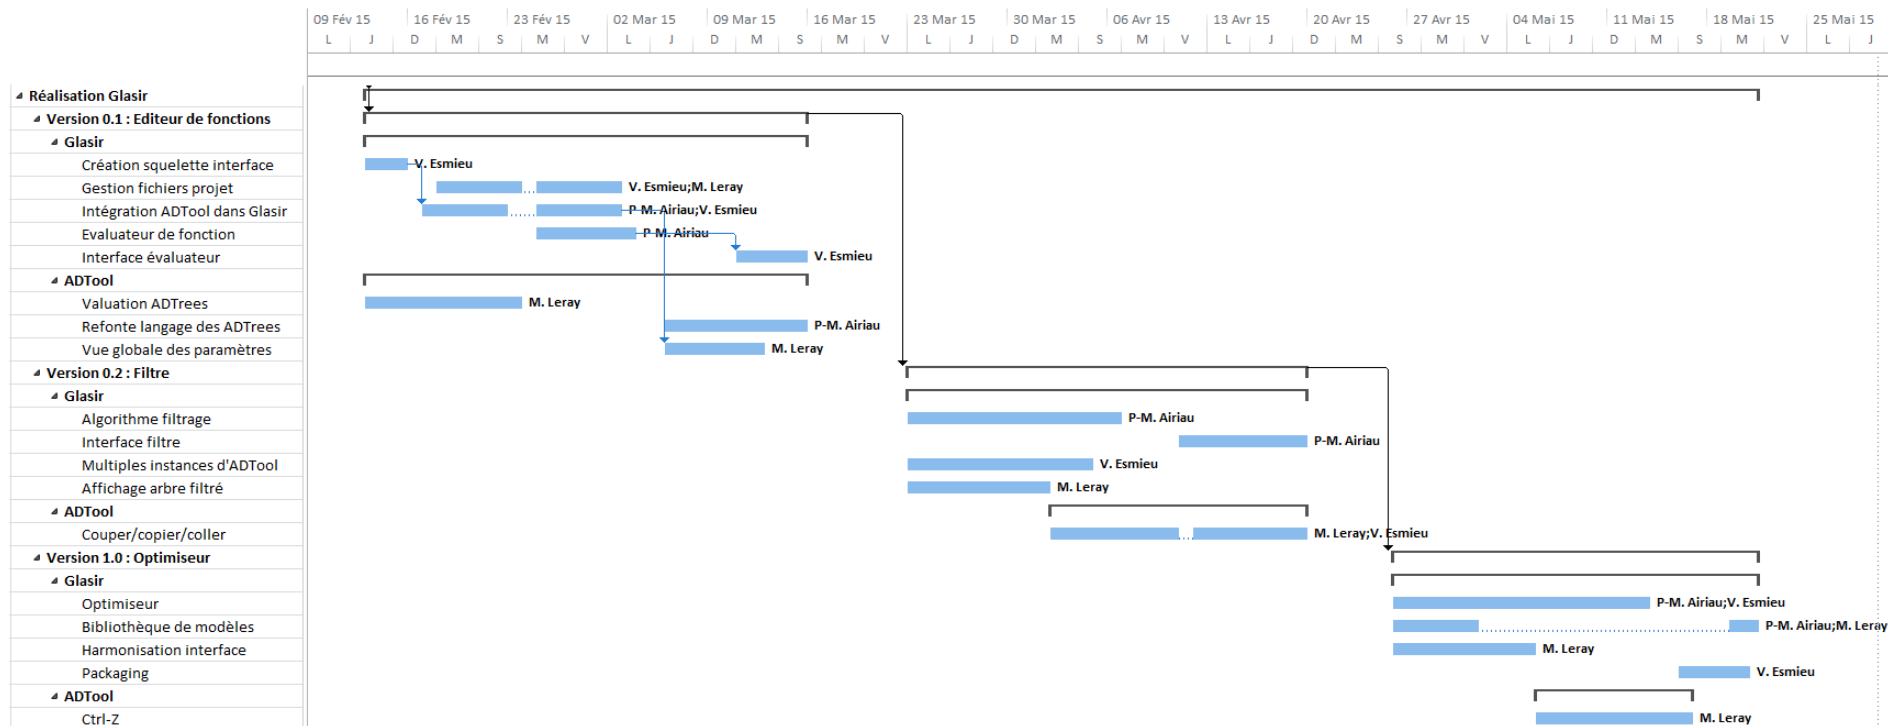 09 Fév 15 16 Fév 15 23 Fév 15 02 Mar 15 09 Mar 15 16 Mar 15 23 Mar 15 30 Mar 15 06 Avr 15 13 Avr 15 20 Avr 15 27 Avr 15 04 Mai 15 11 Mai 15 18 Mai 15 25 Mai 15
L J D M S M V L J D M S M V L J D M S M V L J D M S M V L J D M S M V L J
Réalisation Glasir
Version 0.1 : Editeur de fonctions
Glasir
Création squelette interface V. Esmieu
Gestion fichiers projet V. Esmieu;M. Leray
Intégration ADTool dans Glasir P-M. Airiau;V. Esmieu
Evaluateur de fonction P-M. Airiau
Interface évaluateur V. Esmieu
ADTool
Valuation ADTrees M. Leray
Refonte langage des ADTrees P-M. Airiau
Vue globale des paramètres M. Leray
Version 0.2 : Filtre
Glasir
Algorithme filtrage P-M. Airiau
Interface filtre P-M. Airiau
Multiples instances d'ADTool V. Esmieu
Affichage arbre filtré M. Leray
ADTool
Couper/copier/coller M. Leray;V. Esmieu
Version 1.0 : Optimiseur
Glasir
Optimiseur P-M. Airiau;V. Esmieu
Bibliothèque de modèles P-M. Airiau;M. Leray
Harmonisation interface M. Leray
Packaging V. Esmieu
ADTool
Ctrl-Z M. Leray